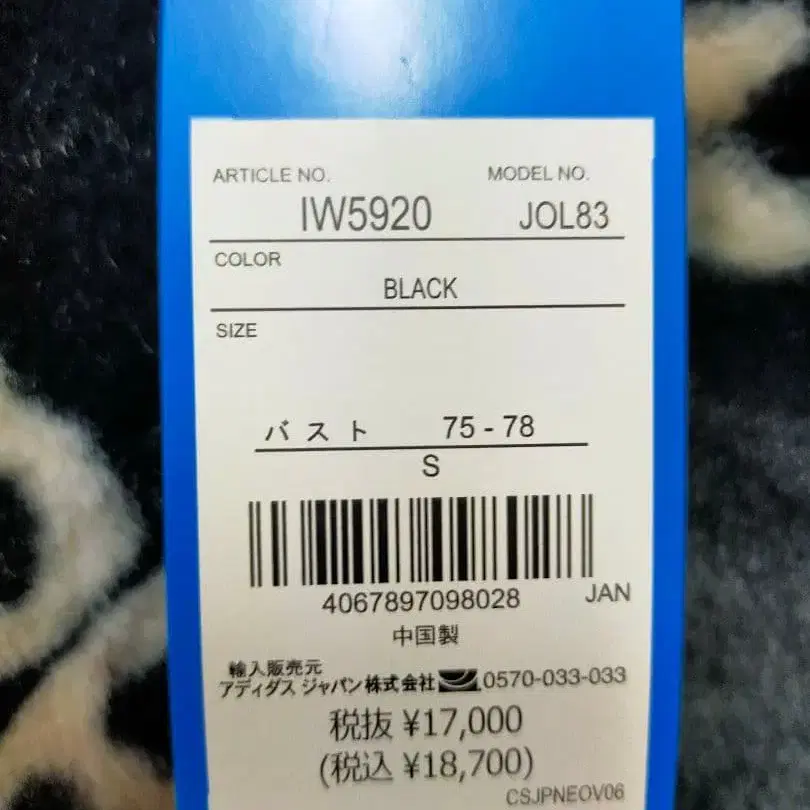 ARTICLE NO. MODEL NO.
IW5920 JOL83
COLOR
BLACK
SIZE
バスト 75 - 78
S
4067897098028 JAN
中国製
輸入販売元
アディダス ジャパン株式会社 0570-033-033
税抜 ¥17,000
(税込 ¥18,700)
CSJPNEOV06